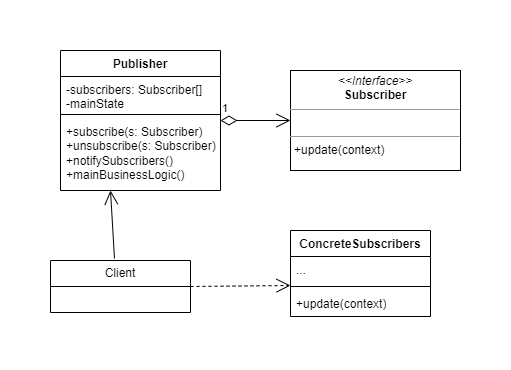 Publisher
-subscribers: Subscriber[]
-mainState
+subscribe(s: Subscriber)
+unsubscribe(s: Subscriber)
+notifySubscribers()
+mainBusinessLogic()
1
<<Interface>>
Subscriber
+update(context)
Client
ConcreteSubscribers
...
+update(context)